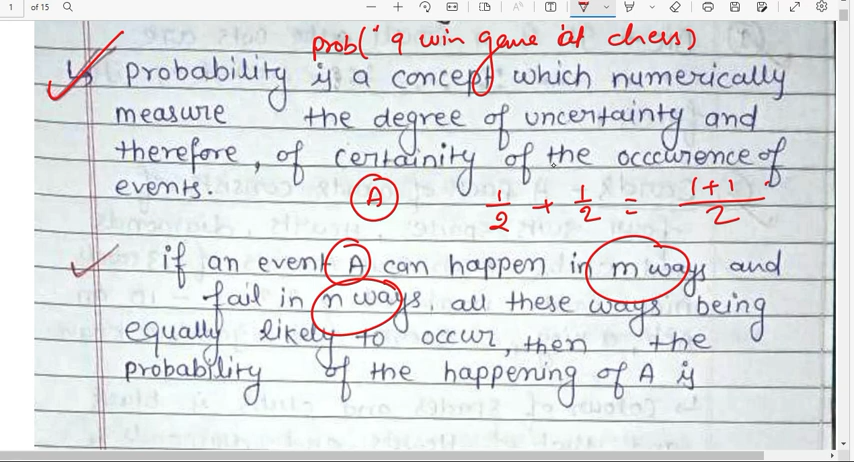 1 of 15
prob('9 win game at chess)
↳ probability is a concept which numerically
measure the degree of uncertainty and
therefore, of certainity of the occcurence of
events.
A 1/2 + 1/2 = 1+1/2
if an event A can happen in m ways and
fail in n ways, all these ways being
equally likely to occur, then the
probability of the happening of A is